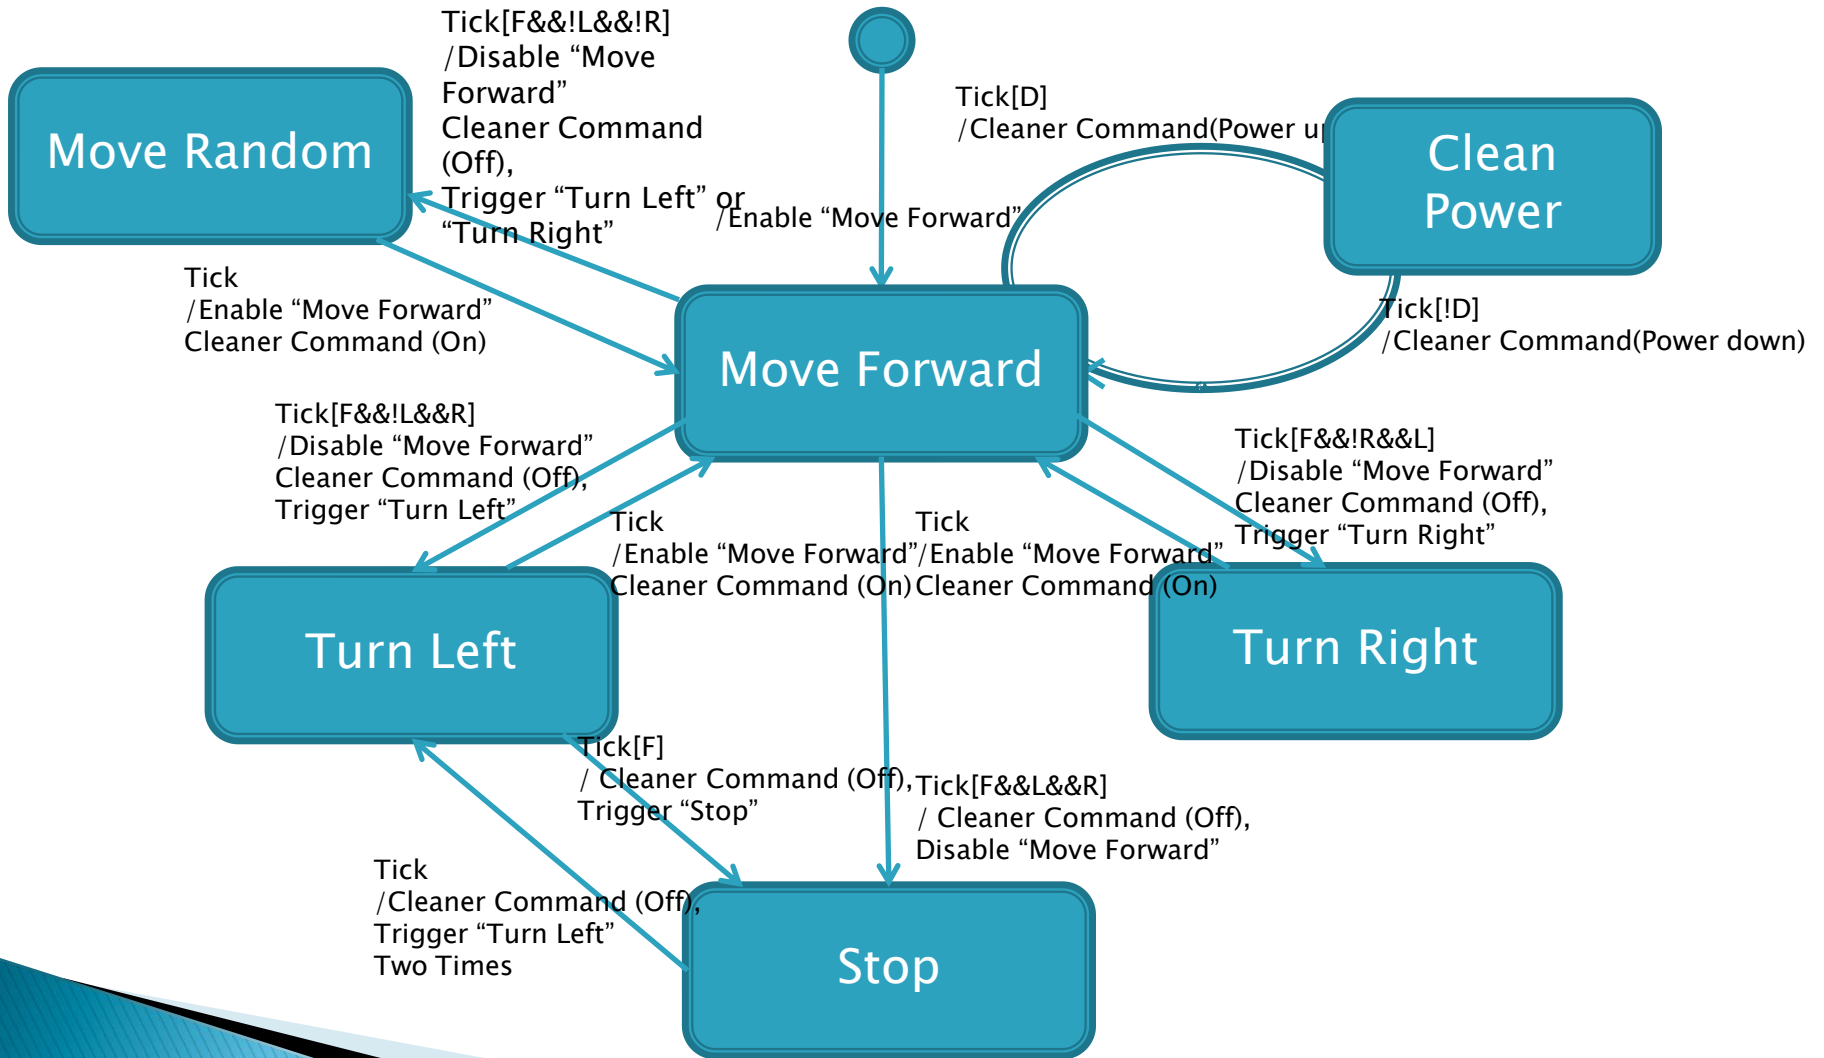 Tick[F&&!L&&!R]
/Disable “Move
Forward”
Cleaner Command
(Off),
Trigger “Turn Left” or
“Turn Right”
Move Random
Tick[D]
/Cleaner Command(Power up
Clean
Power
/Enable “Move Forward”
Tick
/Enable “Move Forward”
Cleaner Command (On)
Tick[!D]
/Cleaner Command(Power down)
Move Forward
Tick[F&&!L&&R]
/Disable “Move Forward”
Cleaner Command (Off),
Trigger “Turn Left”
Tick[F&&!R&&L]
/Disable “Move Forward”
Cleaner Command (Off),
Trigger “Turn Right”
Tick
/Enable “Move Forward”
Cleaner Command (On)
Tick
/Enable “Move Forward”
Cleaner Command (On)
Turn Left
Turn Right
Tick[F]
/ Cleaner Command (Off),
Trigger “Stop”
Tick[F&&L&&R]
/ Cleaner Command (Off),
Disable “Move Forward”
Tick
/Cleaner Command (Off),
Trigger “Turn Left”
Two Times
Stop